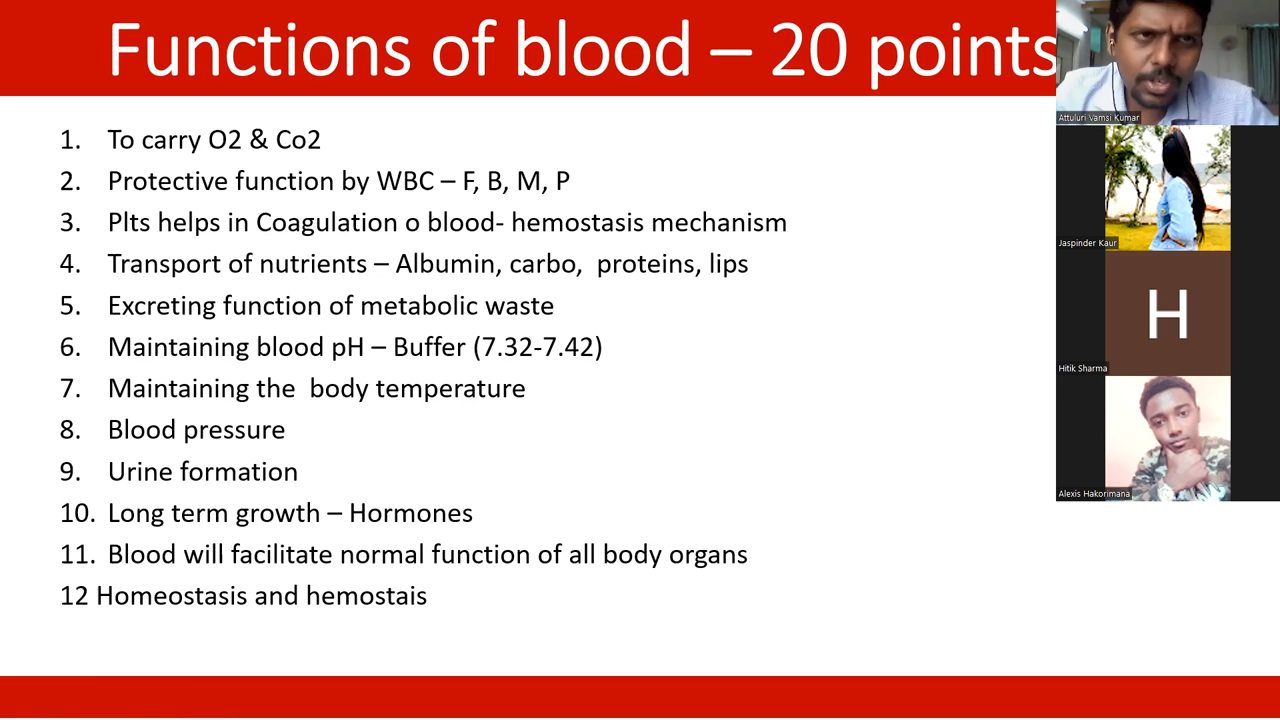 Functions of blood – 20 points
1. To carry O2 & Co2
2. Protective function by WBC – F, B, M, P
3. Plts helps in Coagulation o blood- hemostasis mechanism
4. Transport of nutrients – Albumin, carbo, proteins, lips
5. Excreting function of metabolic waste
6. Maintaining blood pH – Buffer (7.32-7.42)
7. Maintaining the body temperature
8. Blood pressure
9. Urine formation
10. Long term growth – Hormones
11. Blood will facilitate normal function of all body organs
12 Homeostasis and hemostais
Attuluri Vamsi Kumar
Jaspinder Kaur
H
Hitik Sharma
Alexis Hakorimana